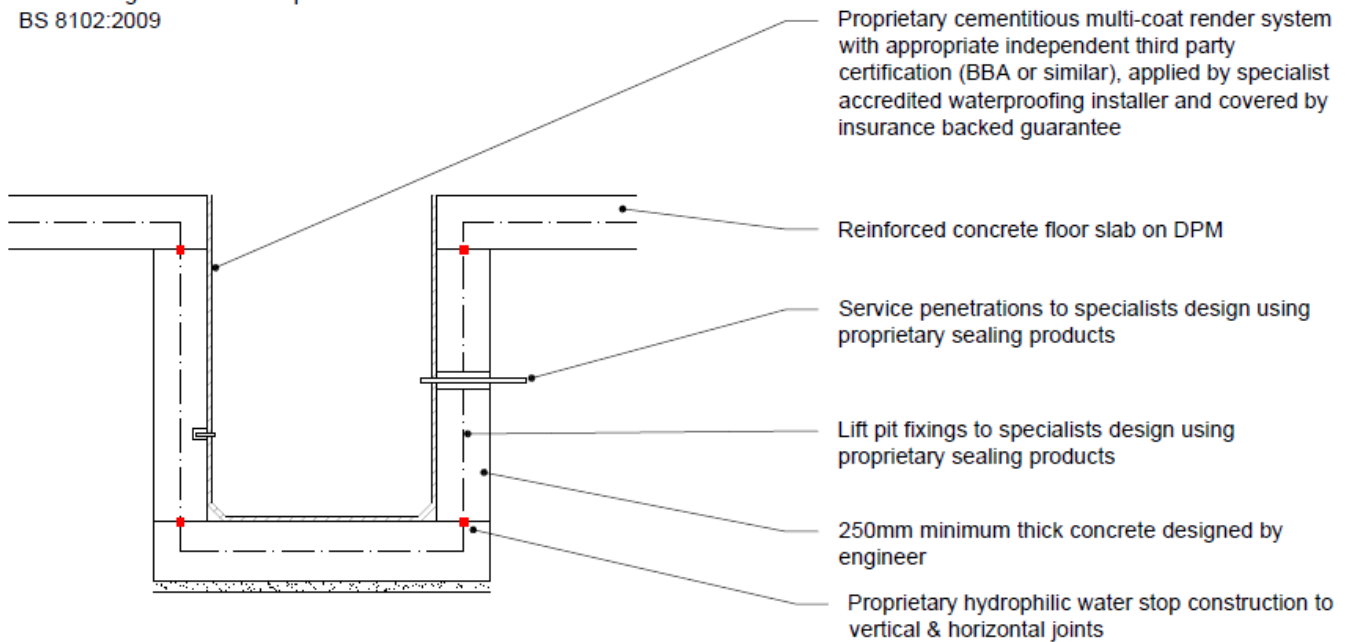 BS 8102:2009
Proprietary cementitious multi-coat render system
with appropriate independent third party
certification (BBA or similar), applied by specialist
accredited waterproofing installer and covered by
insurance backed guarantee
Reinforced concrete floor slab on DPM
Service penetrations to specialists design using
proprietary sealing products
Lift pit fixings to specialists design using
proprietary sealing products
250mm minimum thick concrete designed by
engineer
Proprietary hydrophilic water stop construction to
vertical & horizontal joints